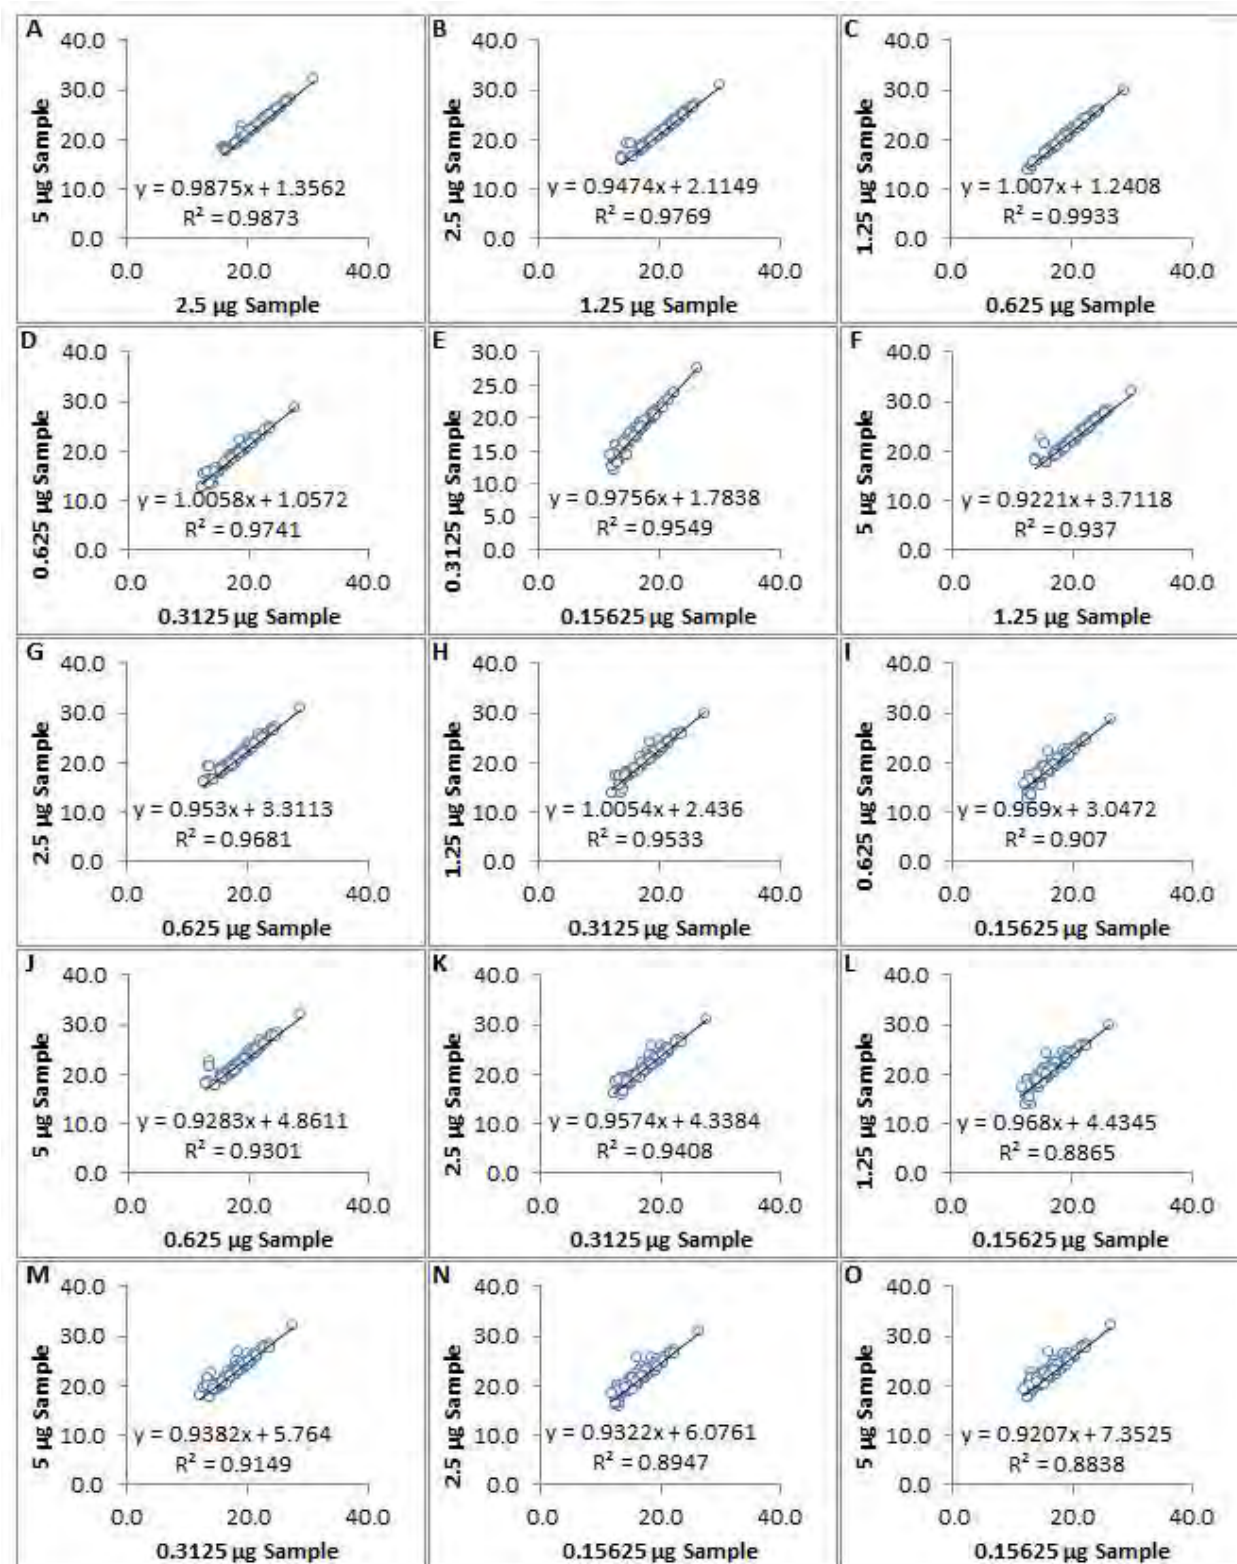 A
40.0
30.0
20.0
10.0
0.0
5 µg Sample
y = 0.9875x + 1.3562
R² = 0.9873
0.0 20.0 40.0
2.5 µg Sample
B
40.0
30.0
20.0
10.0
0.0
2.5 µg Sample
y = 0.9474x + 2.1149
R² = 0.9769
0.0 20.0 40.0
1.25 µg Sample
C
40.0
30.0
20.0
10.0
0.0
1.25 µg Sample
y = 1.007x + 1.2408
R² = 0.9933
0.0 20.0 40.0
0.625 µg Sample
D
40.0
30.0
20.0
10.0
0.0
0.625 µg Sample
y = 1.0058x + 1.0572
R² = 0.9741
0.0 20.0 40.0
0.3125 µg Sample
E
30.0
25.0
20.0
15.0
10.0
5.0
0.0
0.3125 µg Sample
y = 0.9756x + 1.7838
R² = 0.9549
0.0 20.0 40.0
0.15625 µg Sample
F
40.0
30.0
20.0
10.0
0.0
5 µg Sample
y = 0.9221x + 3.7118
R² = 0.937
0.0 20.0 40.0
1.25 µg Sample
G
40.0
30.0
20.0
10.0
0.0
2.5 µg Sample
y = 0.953x + 3.3113
R² = 0.9681
0.0 20.0 40.0
0.625 µg Sample
H
40.0
30.0
20.0
10.0
0.0
1.25 µg Sample
y = 1.0054x + 2.436
R² = 0.9533
0.0 20.0 40.0
0.3125 µg Sample
I
40.0
30.0
20.0
10.0
0.0
0.625 µg Sample
y = 0.969x + 3.0472
R² = 0.907
0.0 20.0 40.0
0.15625 µg Sample
J
40.0
30.0
20.0
10.0
0.0
5 µg Sample
y = 0.9283x + 4.8611
R² = 0.9301
0.0 20.0 40.0
0.625 µg Sample
K
40.0
30.0
20.0
10.0
0.0
2.5 µg Sample
y = 0.9574x + 4.3384
R² = 0.9408
0.0 20.0 40.0
0.3125 µg Sample
L
40.0
30.0
20.0
10.0
0.0
1.25 µg Sample
y = 0.968x + 4.4345
R² = 0.8865
0.0 20.0 40.0
0.15625 µg Sample
M
40.0
30.0
20.0
10.0
0.0
5 µg Sample
y = 0.9382x + 5.764
R² = 0.9149
0.0 20.0 40.0
0.3125 µg Sample
N
40.0
30.0
20.0
10.0
0.0
2.5 µg Sample
y = 0.9322x + 6.0761
R² = 0.8947
0.0 20.0 40.0
0.15625 µg Sample
O
40.0
30.0
20.0
10.0
0.0
5 µg Sample
y = 0.9207x + 7.3525
R² = 0.8838
0.0 20.0 40.0
0.15625 µg Sample